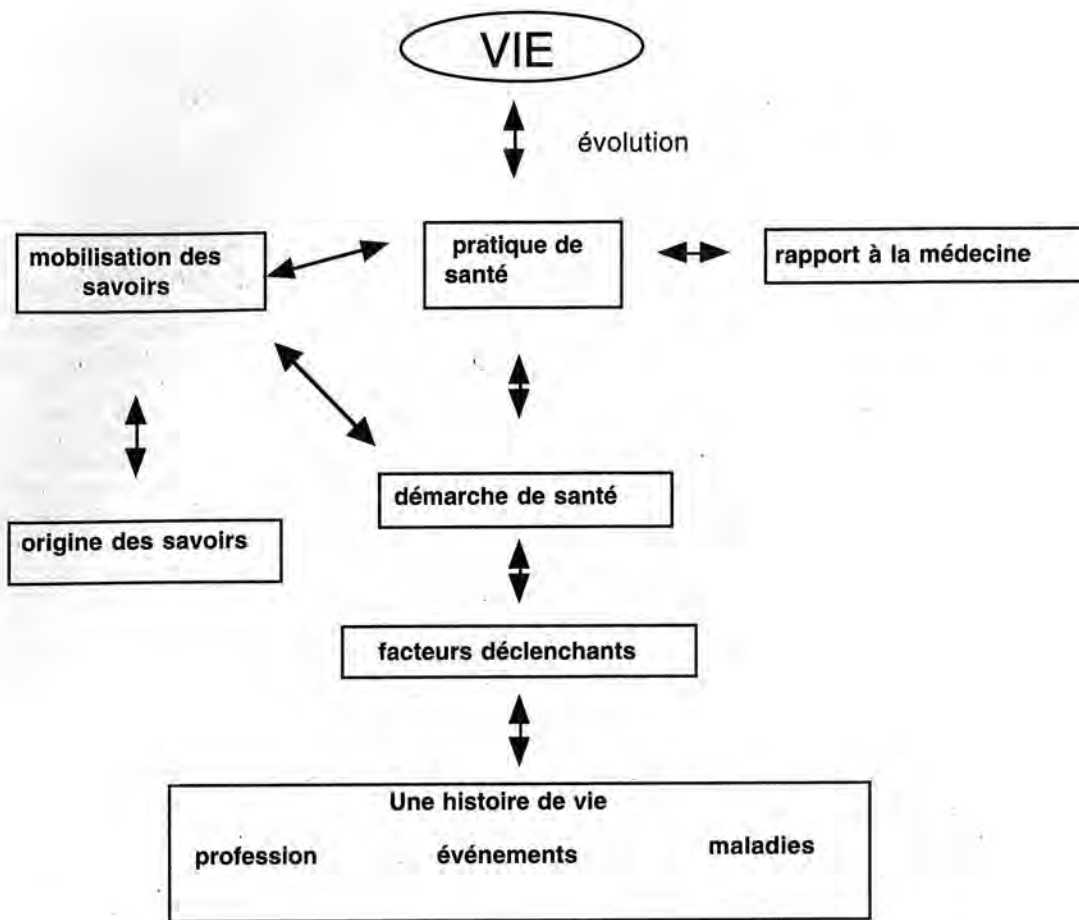 VIE
évolution
mobilisation des
savoirs
pratique de
santé
rapport à la médecine
démarche de santé
origine des savoirs
facteurs déclenchants
Une histoire de vie
profession
événements
maladies